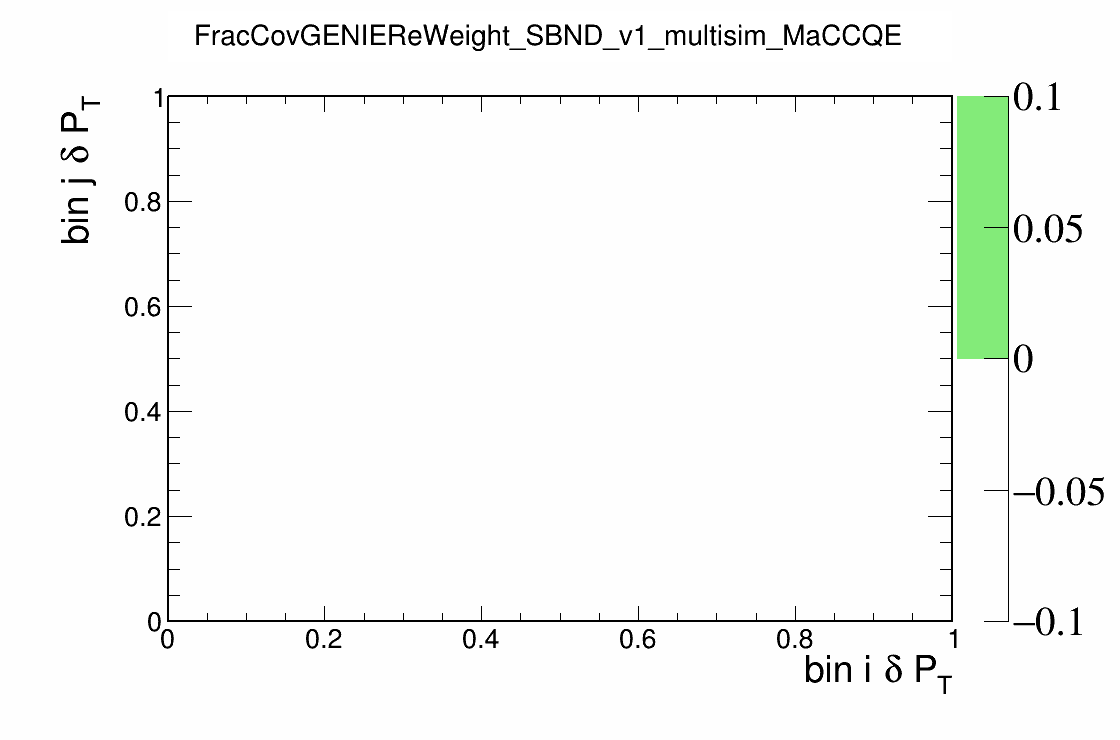 FracCovGENIEReWeight_SBND_v1_multisim_MaCCQE
bin j δ P_T
1
0.8
0.6
0.4
0.2
0
0 0.2 0.4 0.6 0.8 1
bin i δ P_T
0.1
0.05
0
−0.05
−0.1